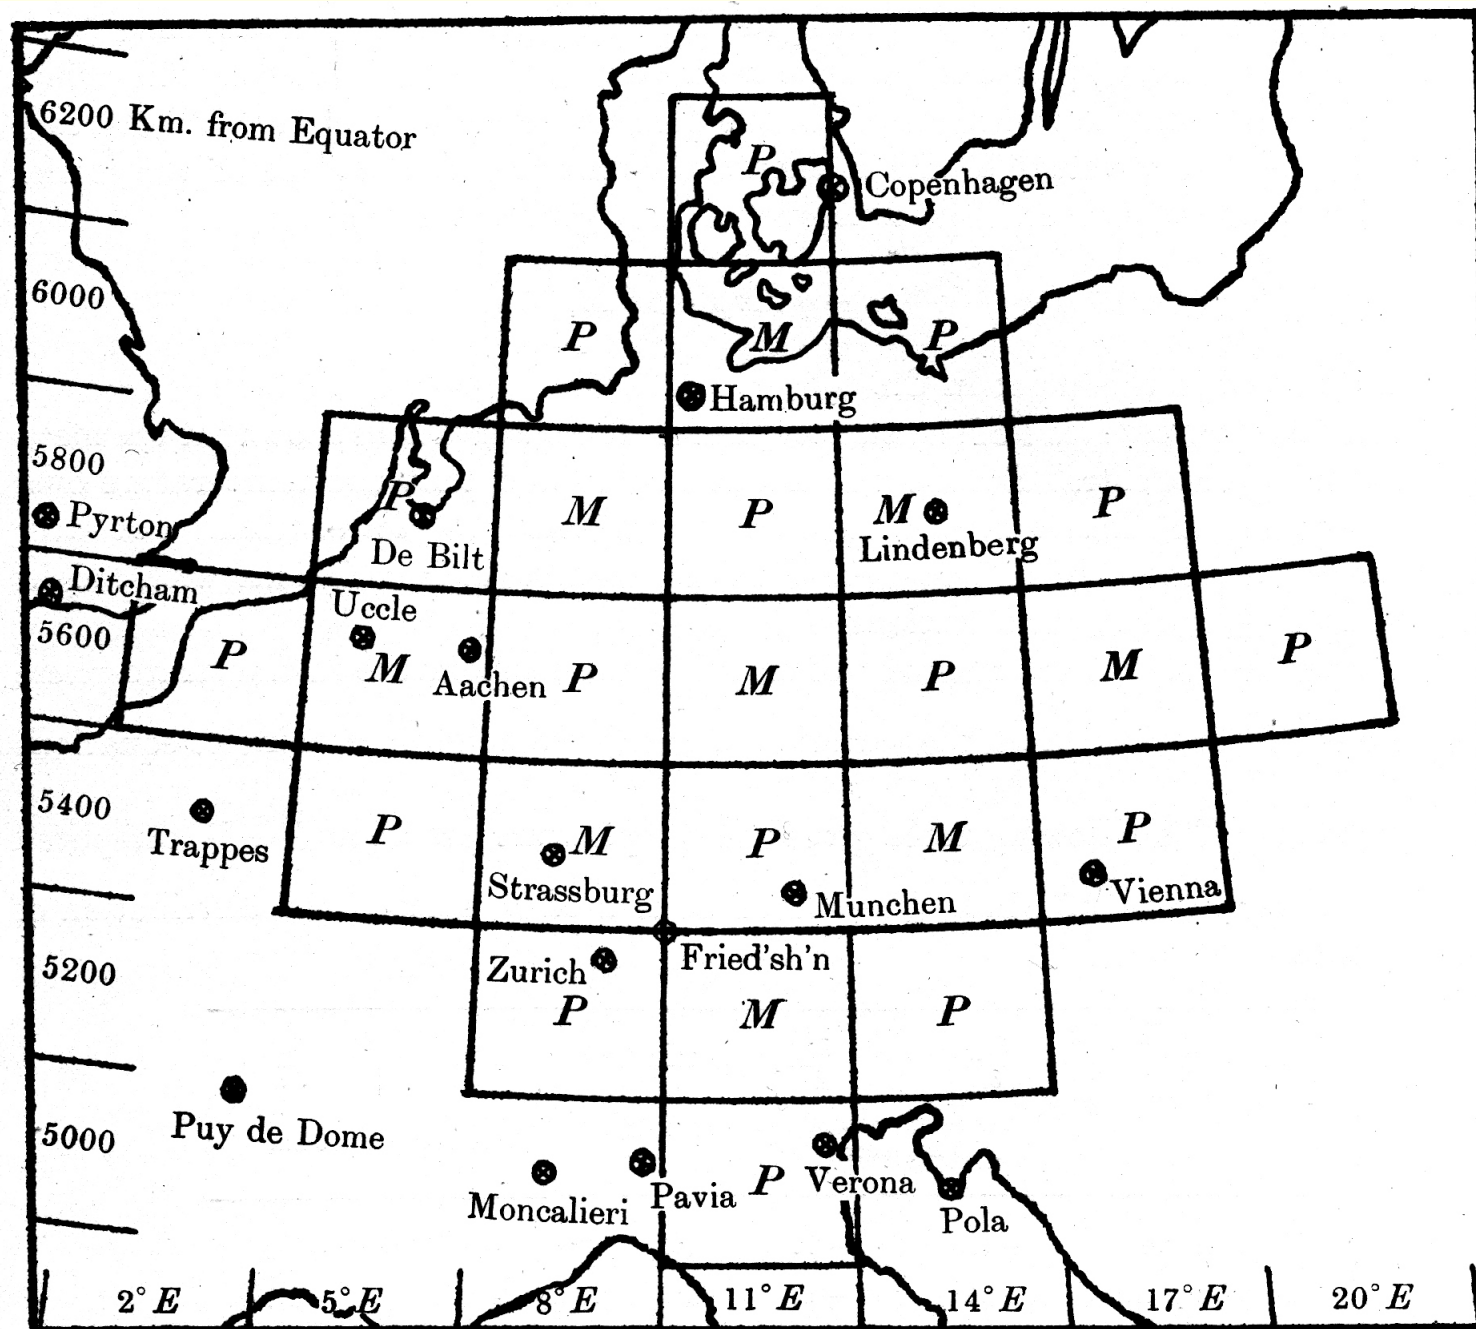 6200 Km. from Equator
P
Copenhagen
6000
P
M
P
Hamburg
5800
Pyrton
P
De Bilt
M
P
M
Lindenberg
P
Ditcham
5600
P
Uccle
M
Aachen
P
M
P
M
P
5400
Trappes
P
M
Strassburg
P
Munchen
M
P
Vienna
5200
Zurich
P
Fried'sh'n
M
P
Puy de Dome
5000
Moncalieri
Pavia
P
Verona
Pola
2° E
5° E
8° E
11° E
14° E
17° E
20° E